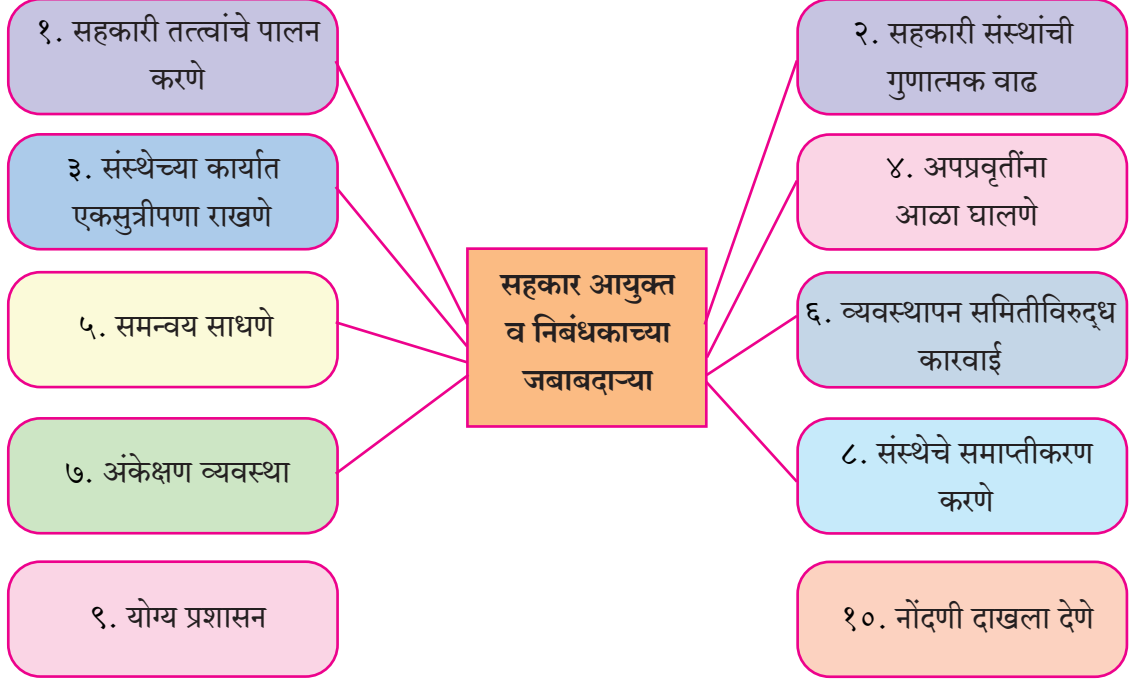 १. सहकारी तत्त्वांचे पालन
करणे
२. सहकारी संस्थांची
गुणात्मक वाढ
३. संस्थेच्या कार्यात
एकसुत्रीपणा राखणे
४. अपप्रवृतींना
आळा घालणे
सहकार आयुक्त
व निबंधकाच्या
जबाबदाऱ्या
५. समन्वय साधणे
६. व्यवस्थापन समितीविरुद्ध
कारवाई
७. अंकेक्षण व्यवस्था
८. संस्थेचे समाप्तीकरण
करणे
९. योग्य प्रशासन
१०. नोंदणी दाखला देणे